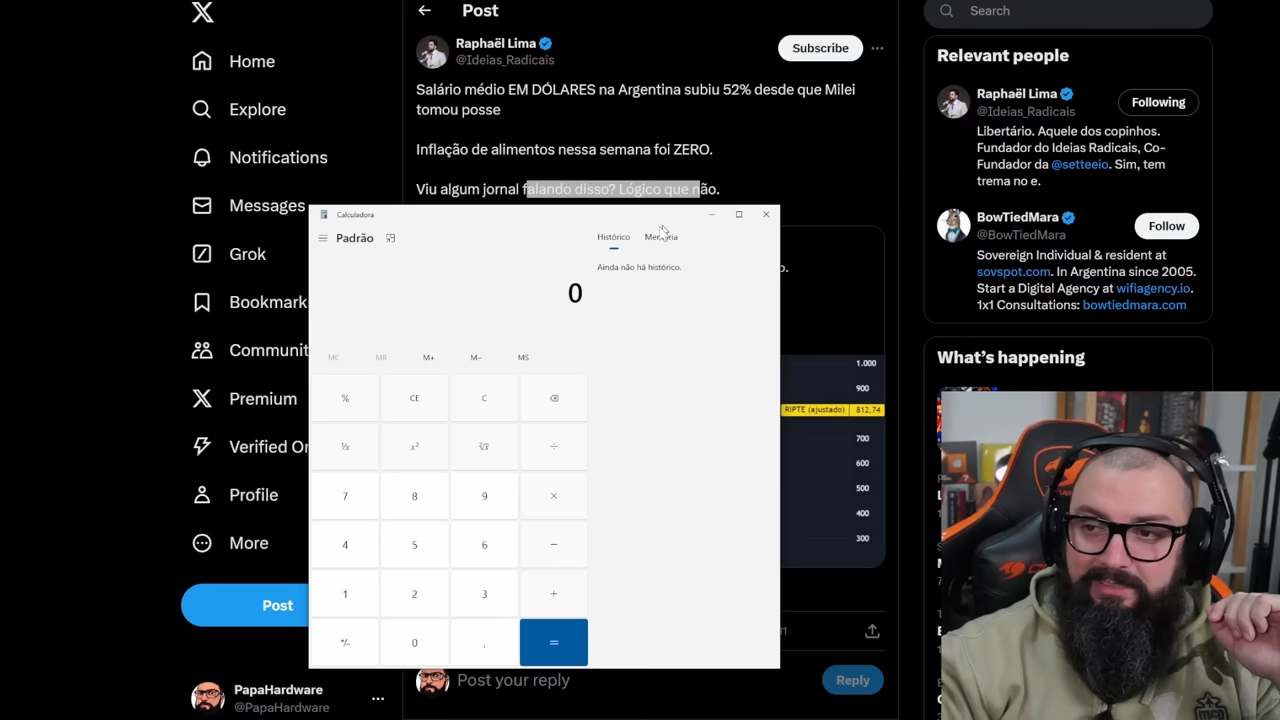 Home
Explore
Notifications
Messages
Grok
Bookmark
Communit
Premium
Verified Or
Profile
More
Post
PapaHardware
@PapaHardware
Post
Raphaël Lima
@Ideias_Radicais
Subscribe
Salário médio EM DÓLARES na Argentina subiu 52% desde que Milei
tomou posse
Inflação de alimentos nessa semana foi ZERO.
Viu algum jornal falando disso? Lógico que não.
Calculadora
Padrão
Histórico Memória
Ainda não há histórico.
0
MC MR M+ M− MS
% CE C
¹/x x² ²√x ÷
7 8 9 ×
4 5 6 −
1 2 3 +
+/− 0 , =
o.
1.000
900
RIPTE (ajustado) 812,74
700
600
500
400
300
Post your reply
Reply
Search
Relevant people
Raphaël Lima
@Ideias_Radicais
Following
Libertário. Aquele dos copinhos.
Fundador do Ideias Radicais, Co-
Fundador da @setteeio. Sim, tem
trema no e.
BowTiedMara
@BowTiedMara
Follow
Sovereign Individual & resident at
sovspot.com. In Argentina since 2005.
Start a Digital Agency at wifiagency.io.
1x1 Consultations: bowtiedmara.com
What's happening